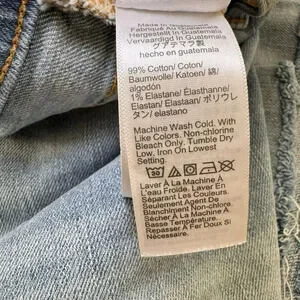 Made In Guatemala
Fabriqué Au Guatemala
Hergestellt In Guatemala
Vervaardigd In Guatemala
グアテマラ製
hecho en guatemala
99% Cotton/ Coton/
Baumwolle/ Katoen/ 綿/
algodón
1% Elastane/ Élasthanne/
Elastan/ Elastaan/ ポリウレ
タン/ elastano
Machine Wash Cold. With
Like Colors. Non-chlorine
Bleach Only. Tumble Dry
Low. Iron On Lowest
Setting.
Laver À La Machine À
L'eau Froide. Laver En
Séparant Les Couleurs
Seulement Agent De
Blanchiment Non-Chloré.
Sécher À La Machine À
Basse Température.
Repasser À Fer Doux Si
Nécessaire.